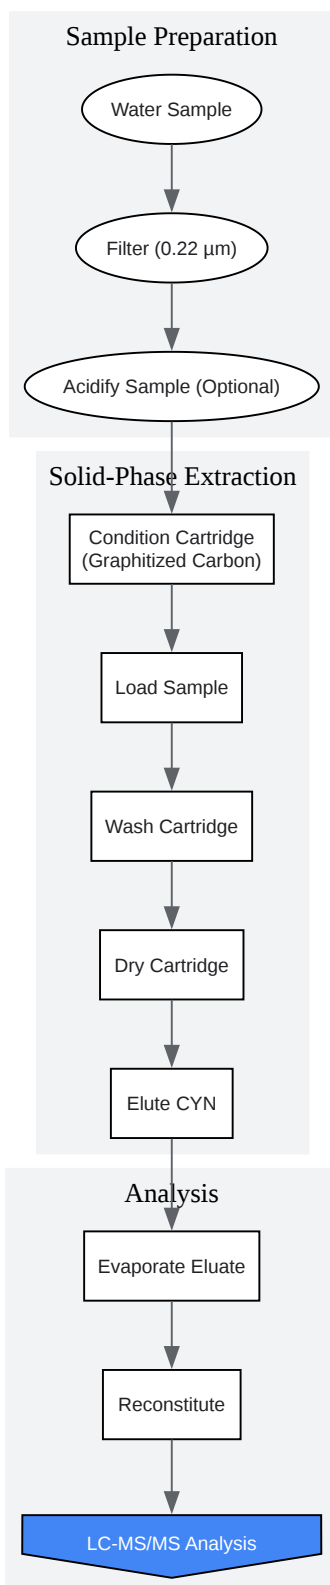 Sample Preparation
Water Sample
Filter (0.22 µm)
Acidify Sample (Optional)
Solid-Phase Extraction
Condition Cartridge
(Graphitized Carbon)
Load Sample
Wash Cartridge
Dry Cartridge
Elute CYN
Analysis
Evaporate Eluate
Reconstitute
LC-MS/MS Analysis